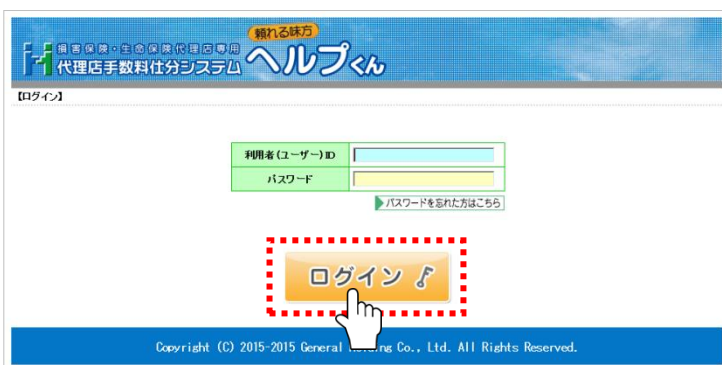 頼れる味方
損害保険・生命保険代理店専用
代理店手数料仕分システム
ヘルプくん
【ログイン】
利用者(ユーザー)ID
パスワード
パスワードを忘れた方はこちら
ログイン
Copyright (C) 2015-2015 General Holding Co., Ltd. All Rights Reserved.